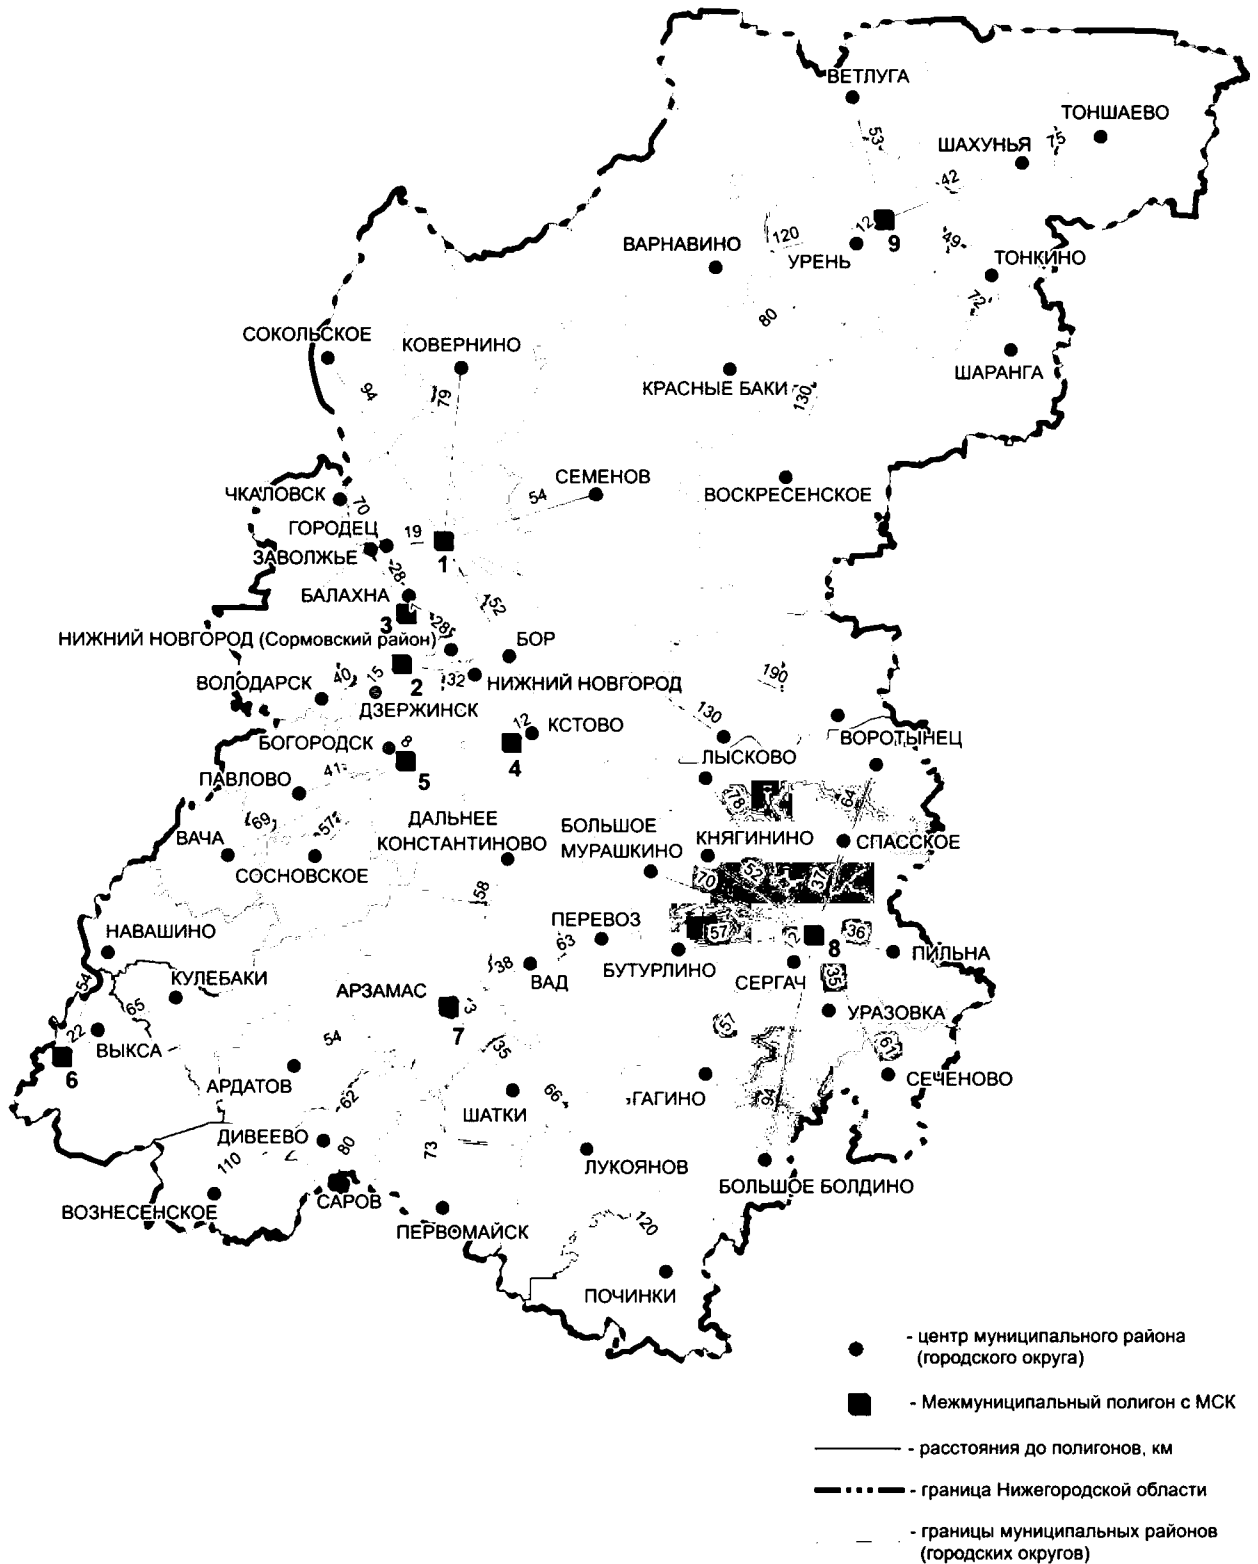 ВЕТЛУГА
ТОНШАЕВО
ШАХУНЬЯ
75
53
42
12
9
120
49
ВАРНАВИНО
УРЕНЬ
ТОНКИНО
72
80
СОКОЛЬСКОЕ
КОВЕРНИНО
ШАРАНГА
94
79
КРАСНЫЕ БАКИ
130
СЕМЕНОВ
54
ЧКАЛОВСК
70
ВОСКРЕСЕНСКОЕ
ГОРОДЕЦ
19
ЗАВОЛЖЬЕ
1
28
БАЛАХНА
7
3
152
28
НИЖНИЙ НОВГОРОД (Сормовский район)
БОР
190
40
15
2
32
ВОЛОДАРСК
НИЖНИЙ НОВГОРОД
ДЗЕРЖИНСК
130
12
КСТОВО
БОГОРОДСК
8
ВОРОТЫНЕЦ
ЛЫСКОВО
5
4
41
ПАВЛОВО
78
64
69
57
ДАЛЬНЕЕ
КОНСТАНТИНОВО
БОЛЬШОЕ
МУРАШКИНО
КНЯГИНИНО
СПАССКОЕ
ВАЧА
СОСНОВСКОЕ
70
52
37
58
НАВАШИНО
ПЕРЕВОЗ
63
57
2
8
36
ПИЛЬНА
38
ВАД
БУТУРЛИНО
СЕРГАЧ
35
КУЛЕБАКИ
54
65
АРЗАМАС
3
7
УРАЗОВКА
22
ВЫКСА
6
54
35
57
61
АРДАТОВ
62
66
ШАТКИ
ГАГИНО
94
СЕЧЕНОВО
ДИВЕЕВО
80
73
110
ЛУКОЯНОВ
БОЛЬШОЕ БОЛДИНО
ВОЗНЕСЕНСКОЕ
САРОВ
ПЕРВОМАЙСК
120
ПОЧИНКИ
- центр муниципального района
(городского округа)
- Межмуниципальный полигон с МСК
- расстояния до полигонов, км
- граница Нижегородской области
- границы муниципальных районов
(городских округов)